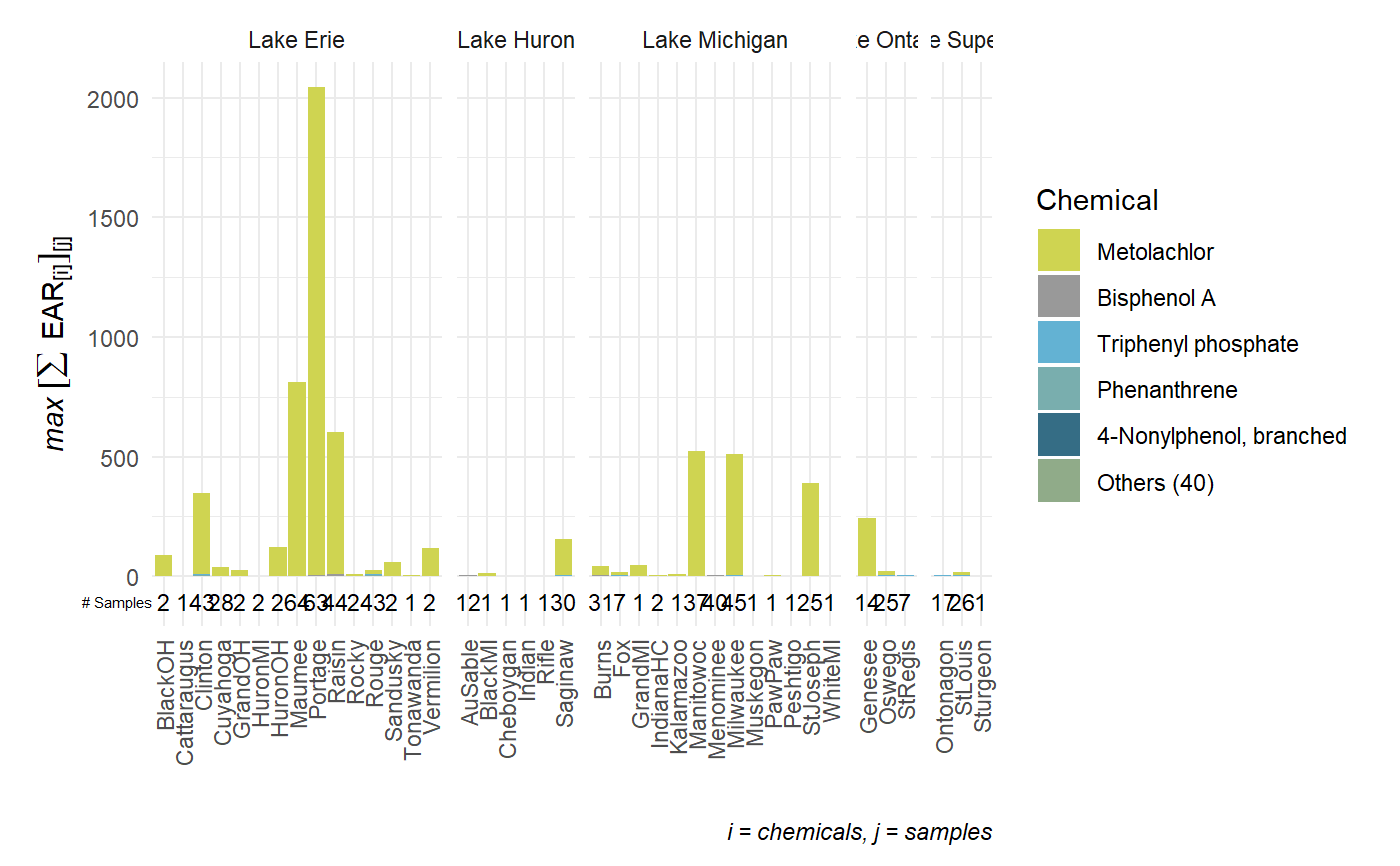 Lake Erie Lake Huron Lake Michigan e Onta e Supe
2000
1500
1000
500
0
max [∑ EAR[i]][j]
# Samples
BlackOH Cattaraugus Clinton Cuyahoga GrandOH HuronMI HuronOH Maumee Portage Raisin Rocky Rouge Sandusky Tonawanda Vermilion AuSable BlackMI Cheboygan Indian Rifle Saginaw Burns Fox GrandMI IndianaHC Kalamazoo Manitowoc Menominee Milwaukee Muskegon PawPaw Peshtigo StJoseph WhiteMI Genesee Oswego StRegis Ontonagon StLouis Sturgeon
Chemical
Metolachlor
Bisphenol A
Triphenyl phosphate
Phenanthrene
4-Nonylphenol, branched
Others (40)
i = chemicals, j = samples